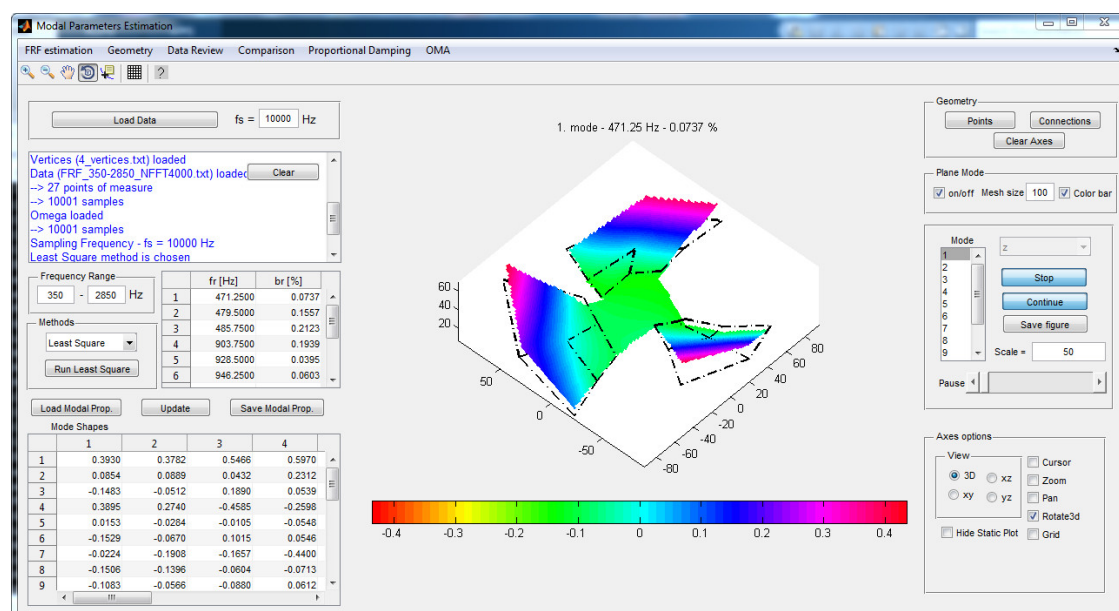 Modal Parameters Estimation
FRF estimation Geometry Data Review Comparison Proportional Damping OMA
Load Data fs = 10000 Hz
Vertices (4_vertices.txt) loaded
Data (FRF_350-2850_NFFT4000.txt) loaded
Clear
--> 27 points of measure
--> 10001 samples
Omega loaded
--> 10001 samples
Sampling Frequency - fs = 10000 Hz
Least Square method is chosen
Frequency Range
350 - 2850 Hz
Methods
Least Square
Run Least Square
fr [Hz] br [%]
1 471.2500 0.0737
2 479.5000 0.1557
3 485.7500 0.2123
4 903.7500 0.1939
5 928.5000 0.0395
6 946.2500 0.0603
Load Modal Prop. Update Save Modal Prop.
Mode Shapes
1 2 3 4
1 0.3930 0.3782 0.5466 0.5970
2 0.0854 0.0889 0.0432 0.2312
3 -0.1483 -0.0512 0.1890 0.0539
4 0.3895 0.2740 -0.4585 -0.2598
5 0.0153 -0.0284 -0.0105 -0.0548
6 -0.1529 -0.0670 0.1015 0.0546
7 -0.0224 -0.1908 -0.1657 -0.4400
8 -0.1506 -0.1396 -0.0604 -0.0713
9 -0.1083 -0.0566 -0.0880 0.0612
1. mode - 471.25 Hz - 0.0737 %
60
40
20
50
0
-50
80
60
40
20
0
-20
-40
-60
-80
-0.4 -0.3 -0.2 -0.1 0 0.1 0.2 0.3 0.4
Geometry
Points Connections
Clear Axes
Plane Mode
on/off Mesh size 100 Color bar
Mode
1
2
3
4
5
6
7
8
9
z
Stop
Continue
Save figure
Scale = 50
Pause
Axes options
View
3D xz
xy yz
Hide Static Plot
Cursor
Zoom
Pan
Rotate3d
Grid